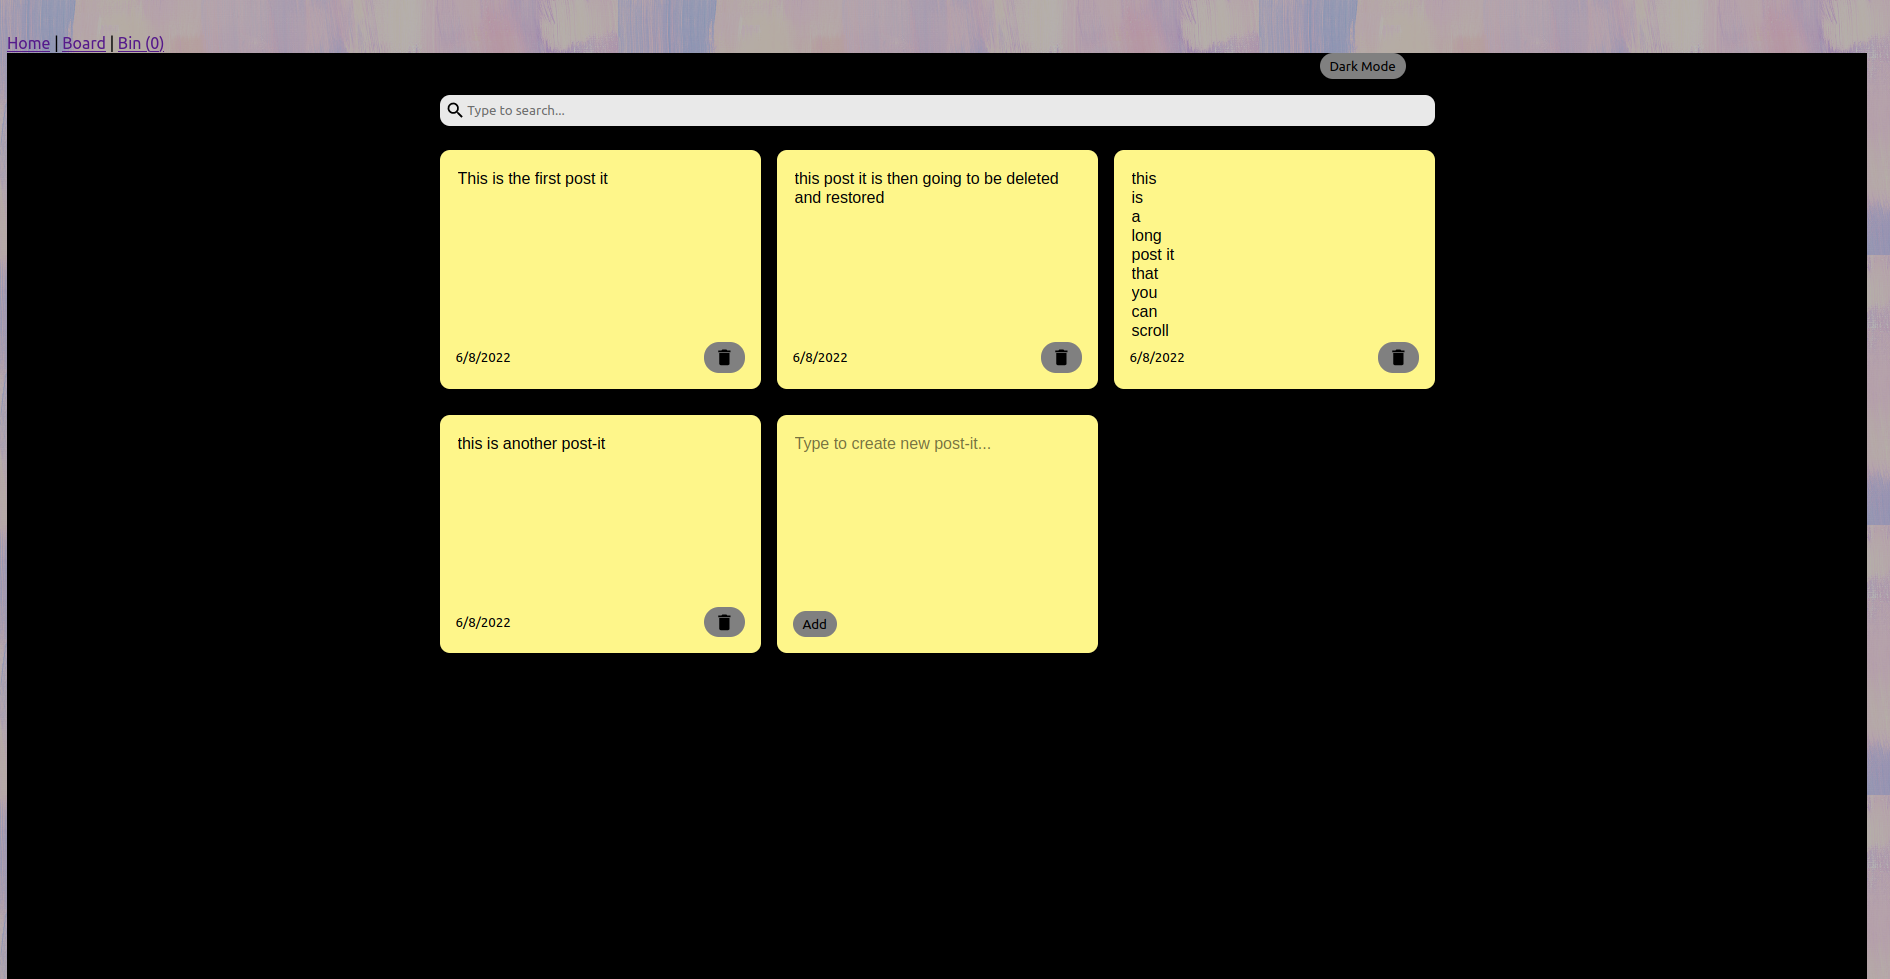 Home | Board | Bin (0)
Dark Mode
Type to search...
This is the first post it
6/8/2022
this post it is then going to be deleted
and restored
6/8/2022
this
is
a
long
post it
that
you
can
scroll
6/8/2022
this is another post-it
6/8/2022
Type to create new post-it...
Add